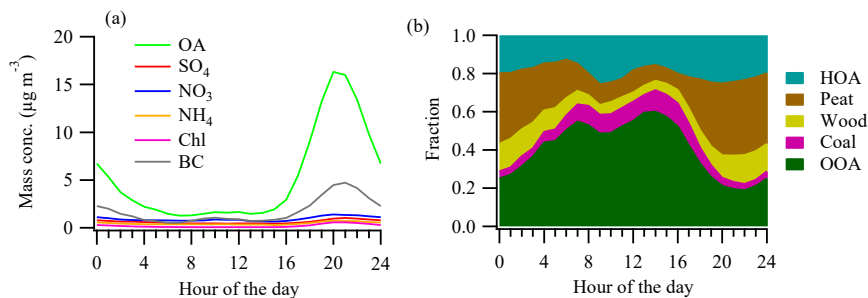 (a)
20
15
10
5
0
Mass conc. (µg m⁻³)
OA
SO₄
NO₃
NH₄
Chl
BC
0 4 8 12 16 20 24
Hour of the day
(b)
1.0
0.8
0.6
0.4
0.2
0.0
Fraction
0 4 8 12 16 20 24
Hour of the day
HOA
Peat
Wood
Coal
OOA